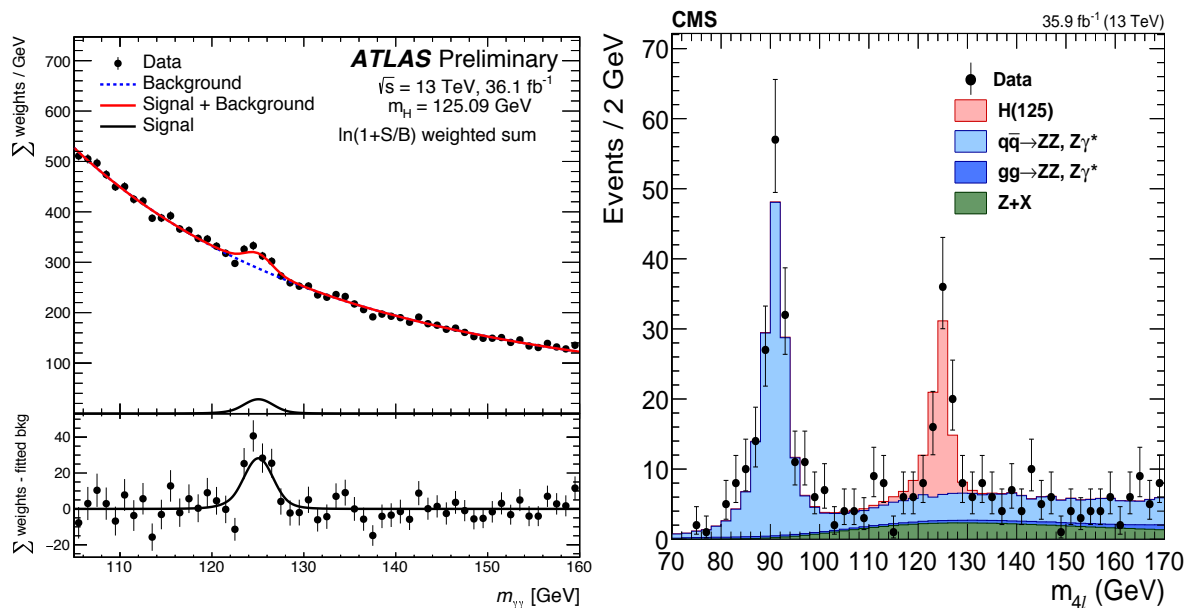 ATLAS Preliminary
√s = 13 TeV, 36.1 fb⁻¹
m_H = 125.09 GeV
ln(1+S/B) weighted sum
Data
Background
Signal + Background
Signal
∑ weights / GeV
700
600
500
400
300
200
100
∑ weights - fitted bkg
40
20
0
−20
110 120 130 140 150 160
m_γγ [GeV]
CMS 35.9 fb⁻¹ (13 TeV)
Data
H(125)
qq̅→ZZ, Zγ*
gg→ZZ, Zγ*
Z+X
Events / 2 GeV
70
60
50
40
30
20
10
0
70 80 90 100 110 120 130 140 150 160 170
m_4l (GeV)